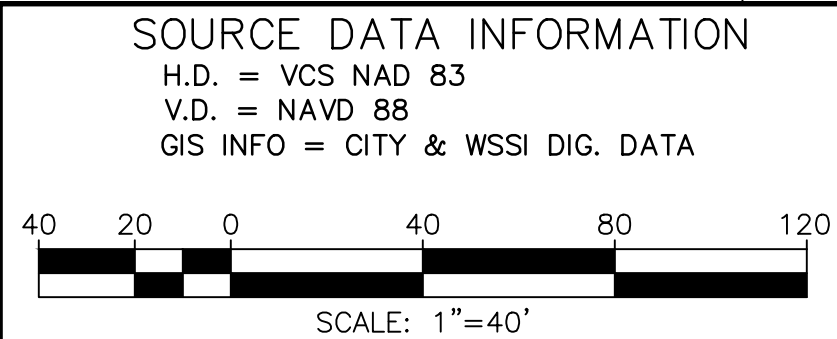 SOURCE DATA INFORMATION
H.D. = VCS NAD 83
V.D. = NAVD 88
GIS INFO = CITY & WSSI DIG. DATA
40 20 0 40 80 120
SCALE: 1"=40'